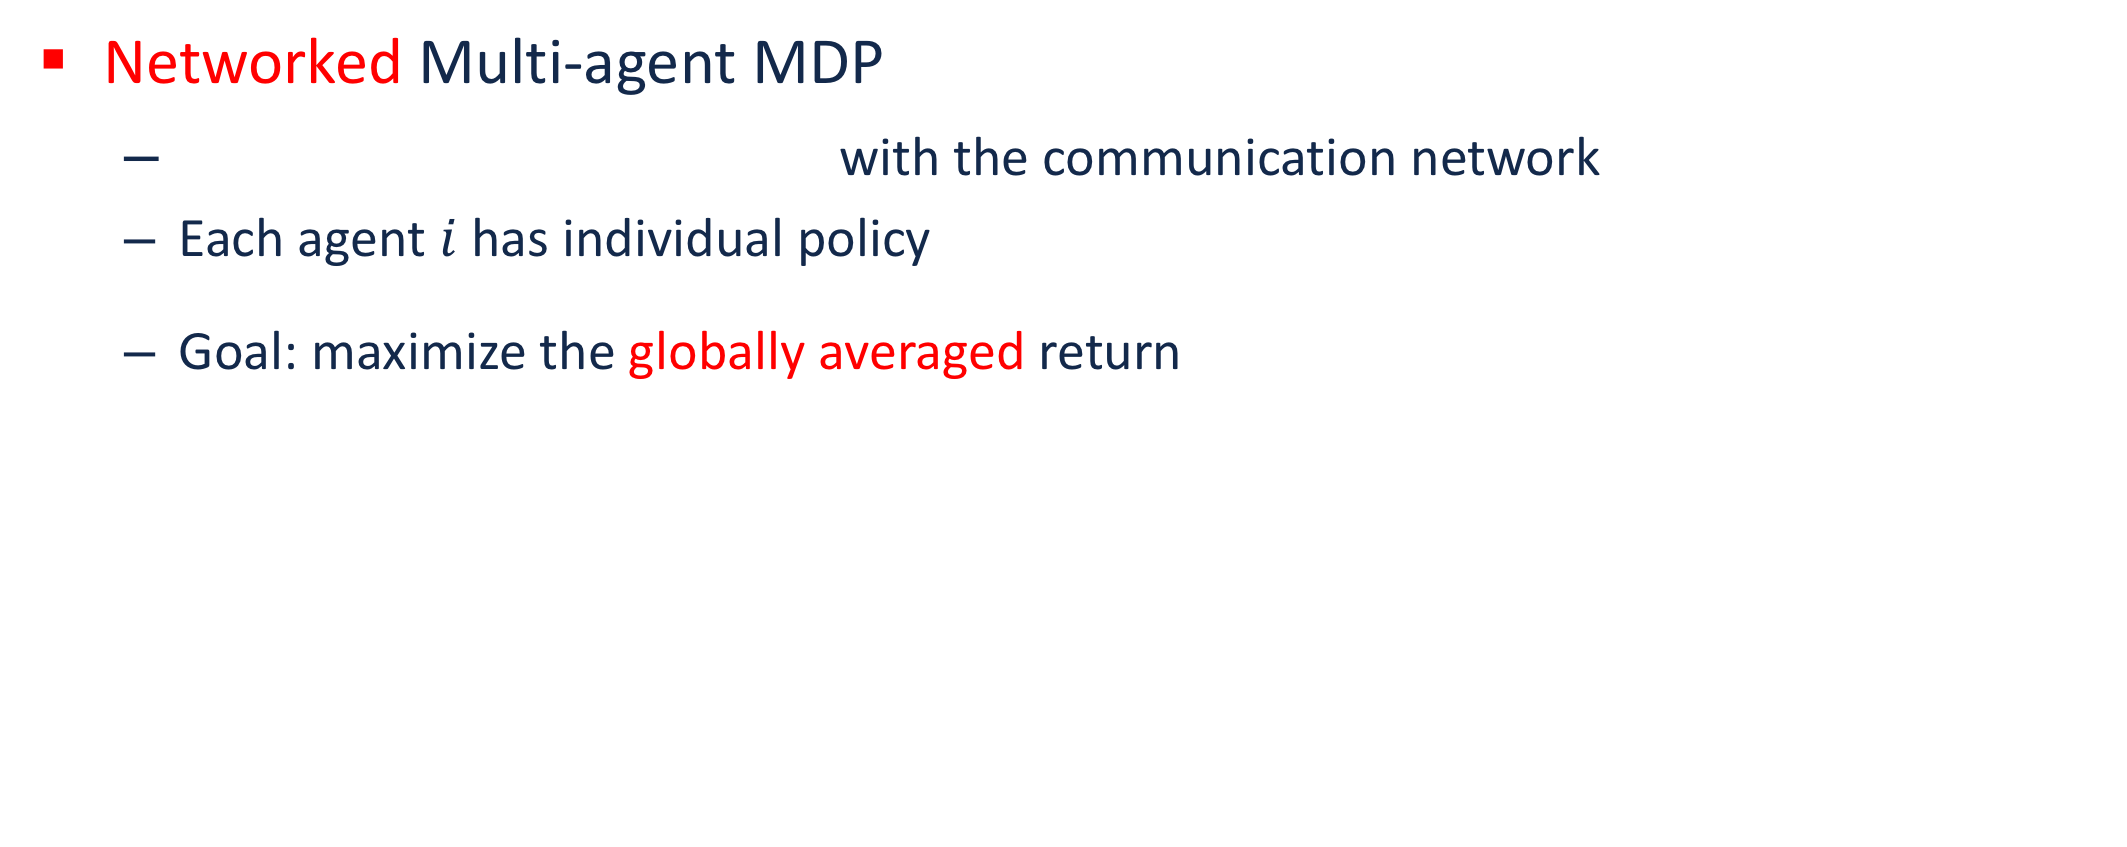 ▪ Networked Multi-agent MDP
– with the communication network
– Each agent i has individual policy
– Goal: maximize the globally averaged return